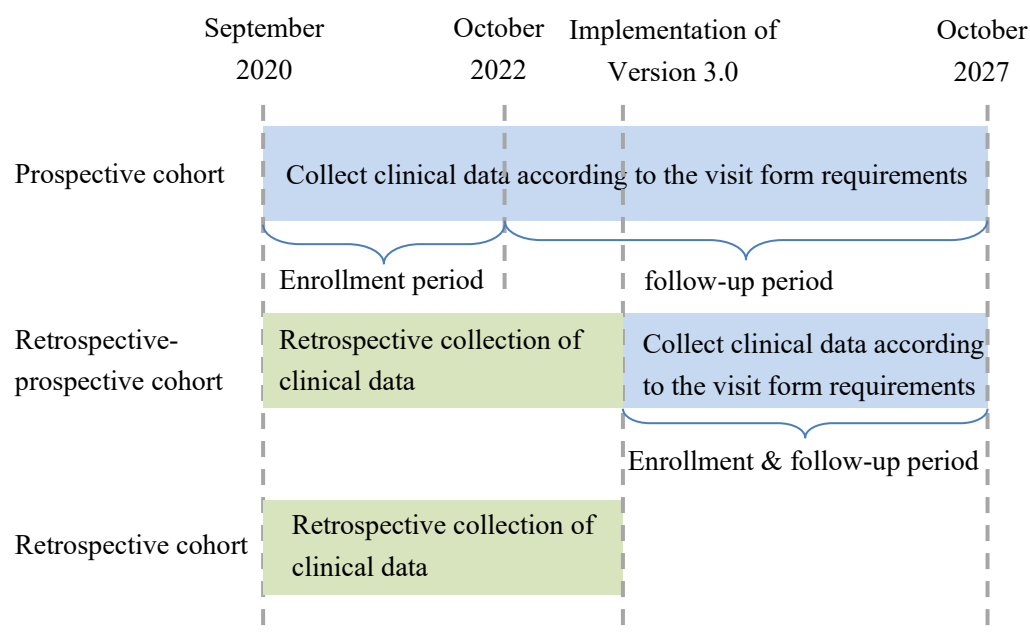 September
2020
October
2022
Implementation of
Version 3.0
October
2027
Prospective cohort
Collect clinical data according to the visit form requirements
Enrollment period
follow-up period
Retrospective-
prospective cohort
Retrospective collection of
clinical data
Collect clinical data according
to the visit form requirements
Enrollment & follow-up period
Retrospective cohort
Retrospective collection of
clinical data